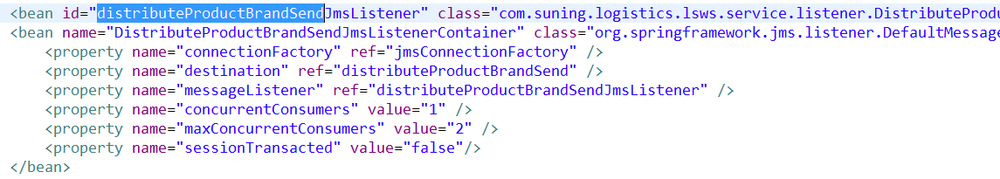 <bean id="distributeProductBrandSendJmsListener" class="com.suning.logistics.lsws.service.listener.DistributeProdu
<bean name="DistributeProductBrandSendJmsListenerContainer" class="org.springframework.jms.listener.DefaultMessage
<property name="connectionFactory" ref="jmsConnectionFactory" />
<property name="destination" ref="distributeProductBrandSend" />
<property name="messageListener" ref="distributeProductBrandSendJmsListener" />
<property name="concurrentConsumers" value="1" />
<property name="maxConcurrentConsumers" value="2" />
<property name="sessionTransacted" value="false"/>
</bean>